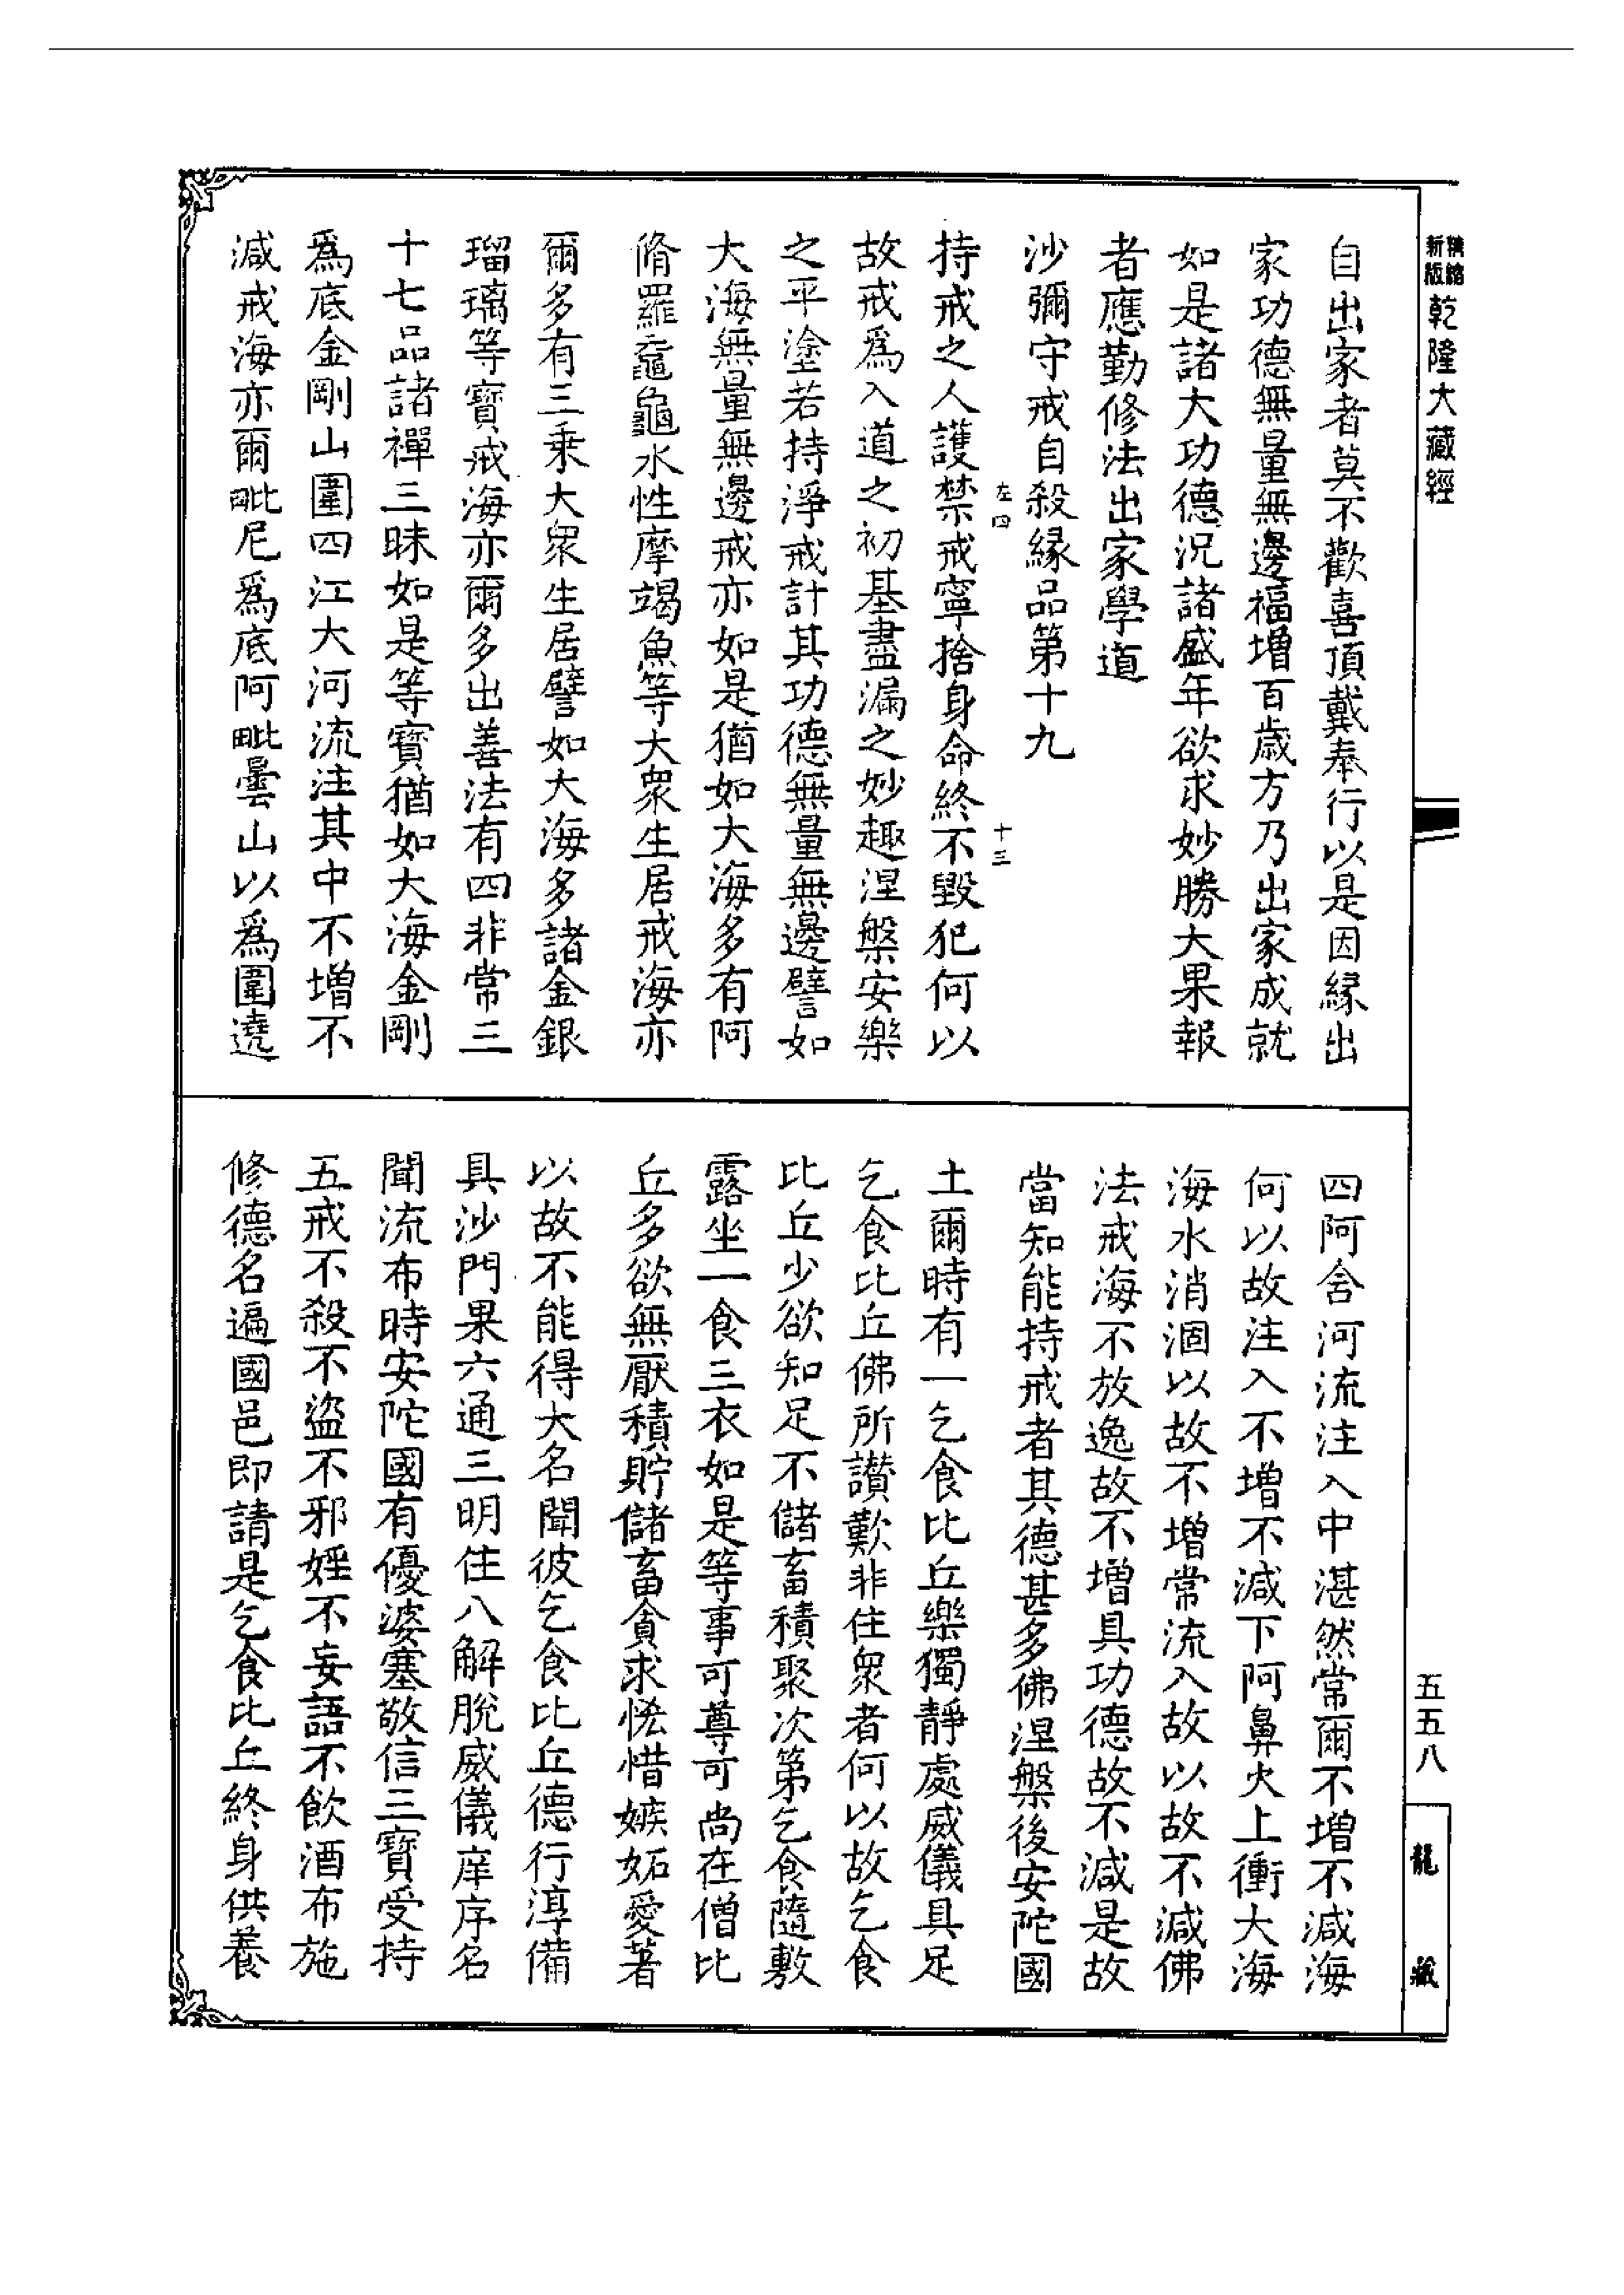 精縮
新版
乾隆大藏經
自出家者莫不歡喜頂戴奉行以是因緣出
家功德無量無邊福增百歲方乃出家成就
如是諸大功德況諸盛年欲求妙勝大果報
者應勤修法出家學道
沙彌守戒自殺緣品第十九
左四
十三
持戒之人護禁戒寧捨身命終不毀犯何以
故戒爲入道之初基盡漏之妙趣涅槃安樂
之平塗若持淨戒計其功德無量無邊譬如
大海無量無邊戒亦如是猶如大海多有阿
脩羅黿龜水性摩竭魚等大眾生居戒海亦
爾多有三乘大眾生居譬如大海多諸金銀
瑠璃等寶戒海亦爾多出善法有四非常三
十七品諸禪三昧如是等寶猶如大海金剛
爲底金剛山圍四江大河流注其中不增不
減戒海亦爾毗尼爲底阿毗曇山以爲圍遶
四阿含河流注入中湛然常爾不增不減海
何以故注入不增不減下阿鼻火上衝大海
海水消涸以故不增常流入故以故不減佛
法戒海不放逸故不增具功德故不減是故
當知能持戒者其德甚多佛涅槃後安陀國
土爾時有一乞食比丘樂獨靜處威儀具足
乞食比丘佛所讚歎非住眾者何以故乞食
比丘少欲知足不儲畜積聚次第乞食隨敷
露坐一食三衣如是等事可尊可尚在僧比
丘多欲無厭積貯儲畜貪求悋惜嫉妬愛著
以故不能得大名聞彼乞食比丘德行淳備
具沙門果六通三明住八解脫威儀庠序名
聞流布時安陀國有優婆塞敬信三寶受持
五戒不殺不盜不邪婬不妄語不飲酒布施
修德名遍國邑即請是乞食比丘終身供養
五五八
龍藏